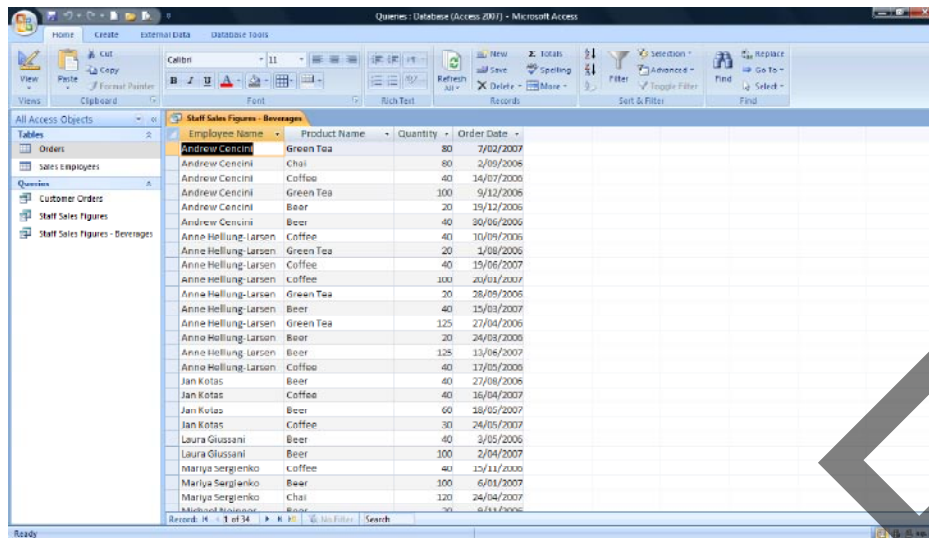 Quieries : Database (Access 2007) - Microsoft Access
Home Create External Data Database Tools
Cut
Copy
Format Painter
View
Paste
Calibri 11
B I U
Refresh All
New
Save
Delete
Totals
Spelling
More
Filter
Selection
Advanced
Toggle Filter
Find
Replace
Go To
Select
Views Clipboard Font Rich Text Records Sort & Filter Find
All Access Objects
Tables
Orders
Sales Employees
Queries
Customer Orders
Staff Sales Figures
Staff Sales Figures - Beverages
Staff Sales Figures - Beverages
Employee Name Product Name Quantity Order Date
Andrew Cencini Green Tea 80 7/02/2007
Andrew Cencini Chai 80 2/09/2006
Andrew Cencini Coffee 40 14/07/2006
Andrew Cencini Green Tea 100 9/12/2006
Andrew Cencini Beer 20 19/12/2006
Andrew Cencini Beer 40 30/06/2006
Anne Hellung-Larsen Coffee 40 10/09/2006
Anne Hellung-Larsen Green Tea 20 1/08/2006
Anne Hellung-Larsen Coffee 40 19/06/2007
Anne Hellung-Larsen Coffee 100 20/01/2007
Anne Hellung-Larsen Green Tea 20 28/09/2006
Anne Hellung-Larsen Beer 40 15/03/2007
Anne Hellung-Larsen Green Tea 125 27/04/2006
Anne Hellung-Larsen Beer 20 24/03/2006
Anne Hellung-Larsen Beer 125 13/06/2007
Anne Hellung-Larsen Coffee 40 17/05/2006
Jan Kotas Beer 40 27/08/2006
Jan Kotas Coffee 40 16/04/2007
Jan Kotas Beer 60 18/05/2007
Jan Kotas Coffee 30 24/05/2007
Laura Giussani Beer 40 3/05/2006
Laura Giussani Beer 100 2/04/2007
Mariya Sergienko Coffee 40 15/11/2006
Mariya Sergienko Beer 100 6/01/2007
Mariya Sergienko Chai 120 24/04/2007
Record: 1 of 34 No Filter Search
Ready